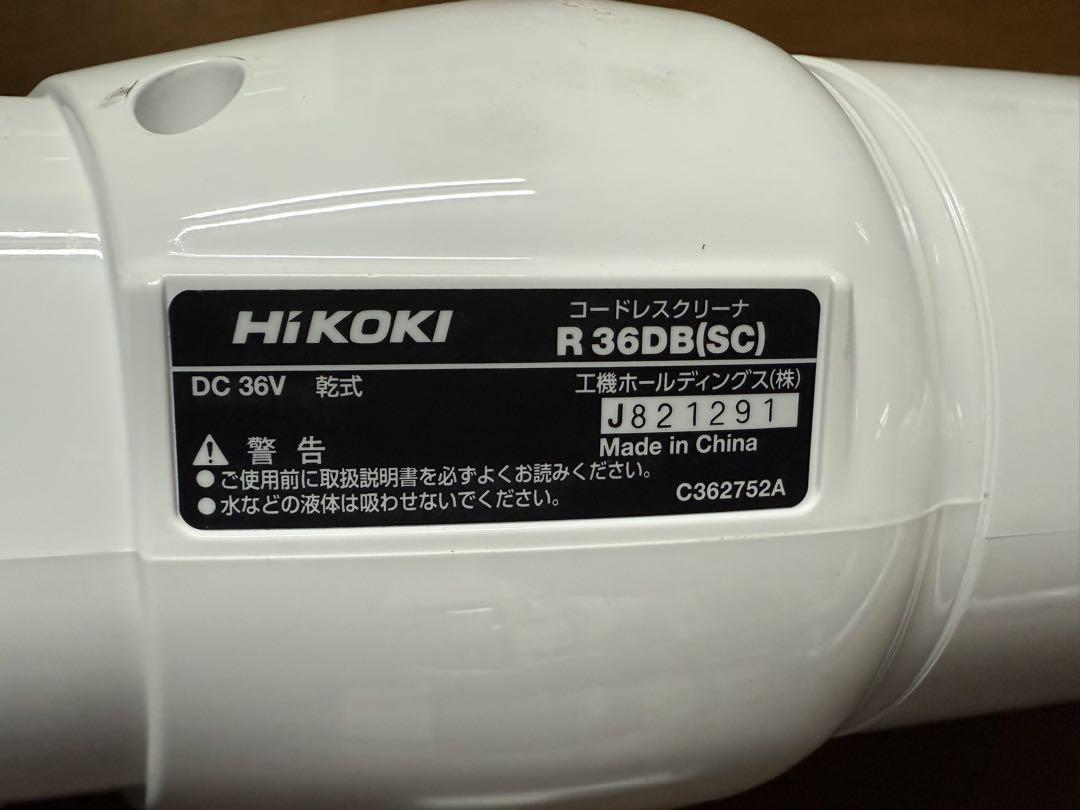 HiKOKI
コードレスクリーナ
R 36DB(SC)
DC 36V 乾式
工機ホールディングス(株)
J821291
Made in China
警告
●ご使用前に取扱説明書を必ずよくお読みください。
●水などの液体は吸わせないでください。
C362752A